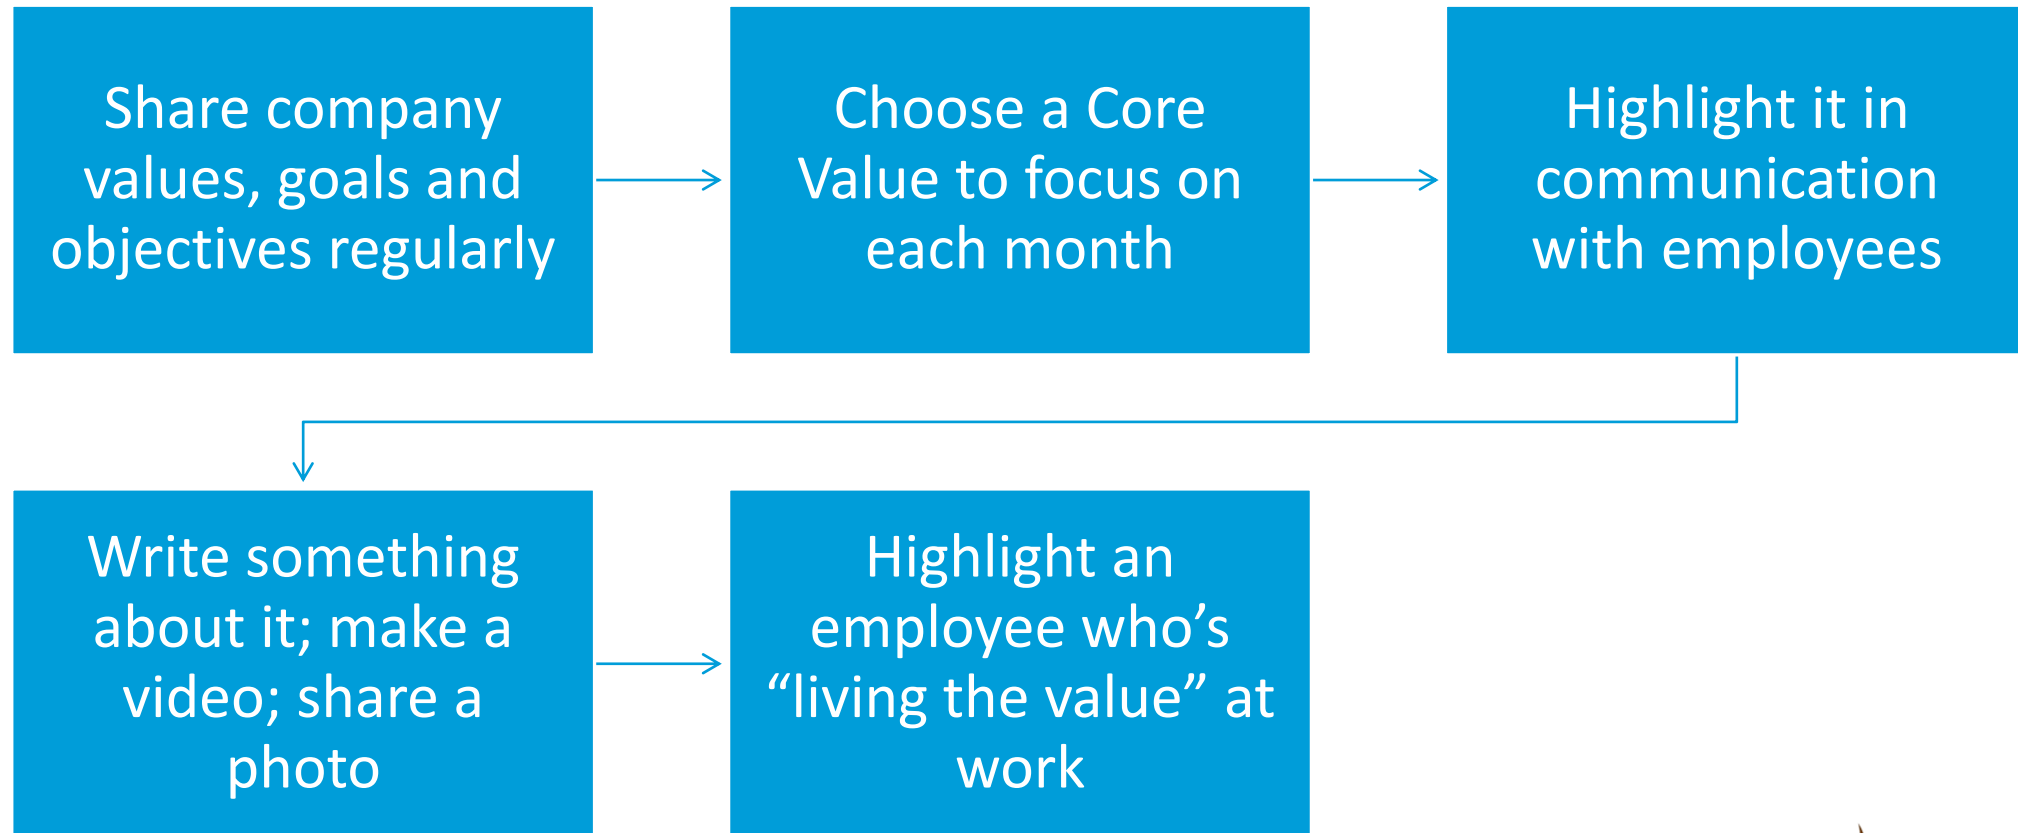 Share company
values, goals and
objectives regularly
Choose a Core
Value to focus on
each month
Highlight it in
communication
with employees
Write something
about it; make a
video; share a
photo
Highlight an
employee who’s
“living the value” at
work